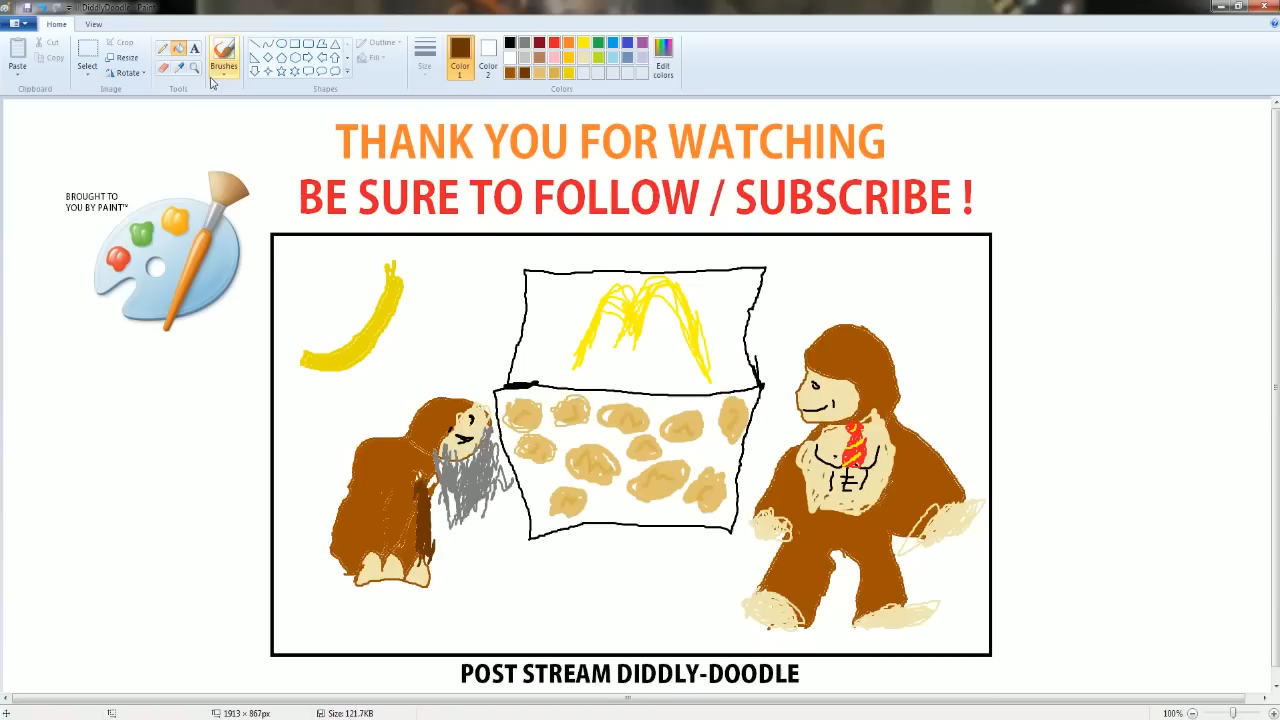 DiddyDoodle - Paint
Home
View
Paste
Cut
Copy
Clipboard
Select
Crop
Resize
Rotate
Image
A
Tools
Brushes
Outline
Fill
Shapes
Size
Color
1
Color
2
Edit
colors
Colors
THANK YOU FOR WATCHING
BE SURE TO FOLLOW / SUBSCRIBE !
BROUGHT TO
YOU BY PAINT™
POST STREAM DIDDLY-DOODLE
1913 × 867px
Size: 121.7KB
100%